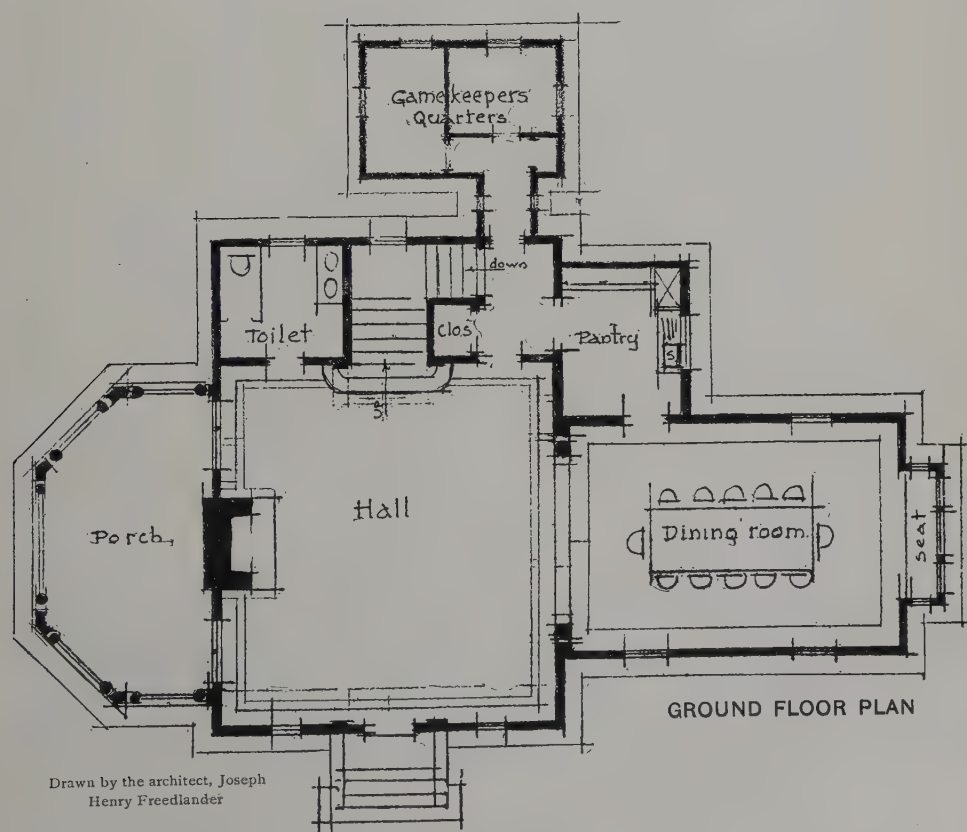 Gamekeepers'
Quarters
down
Toilet
Clos
Pantry
S
Porch
Hall
Dining room
seat
GROUND FLOOR PLAN
Drawn by the architect, Joseph
Henry Freedlander